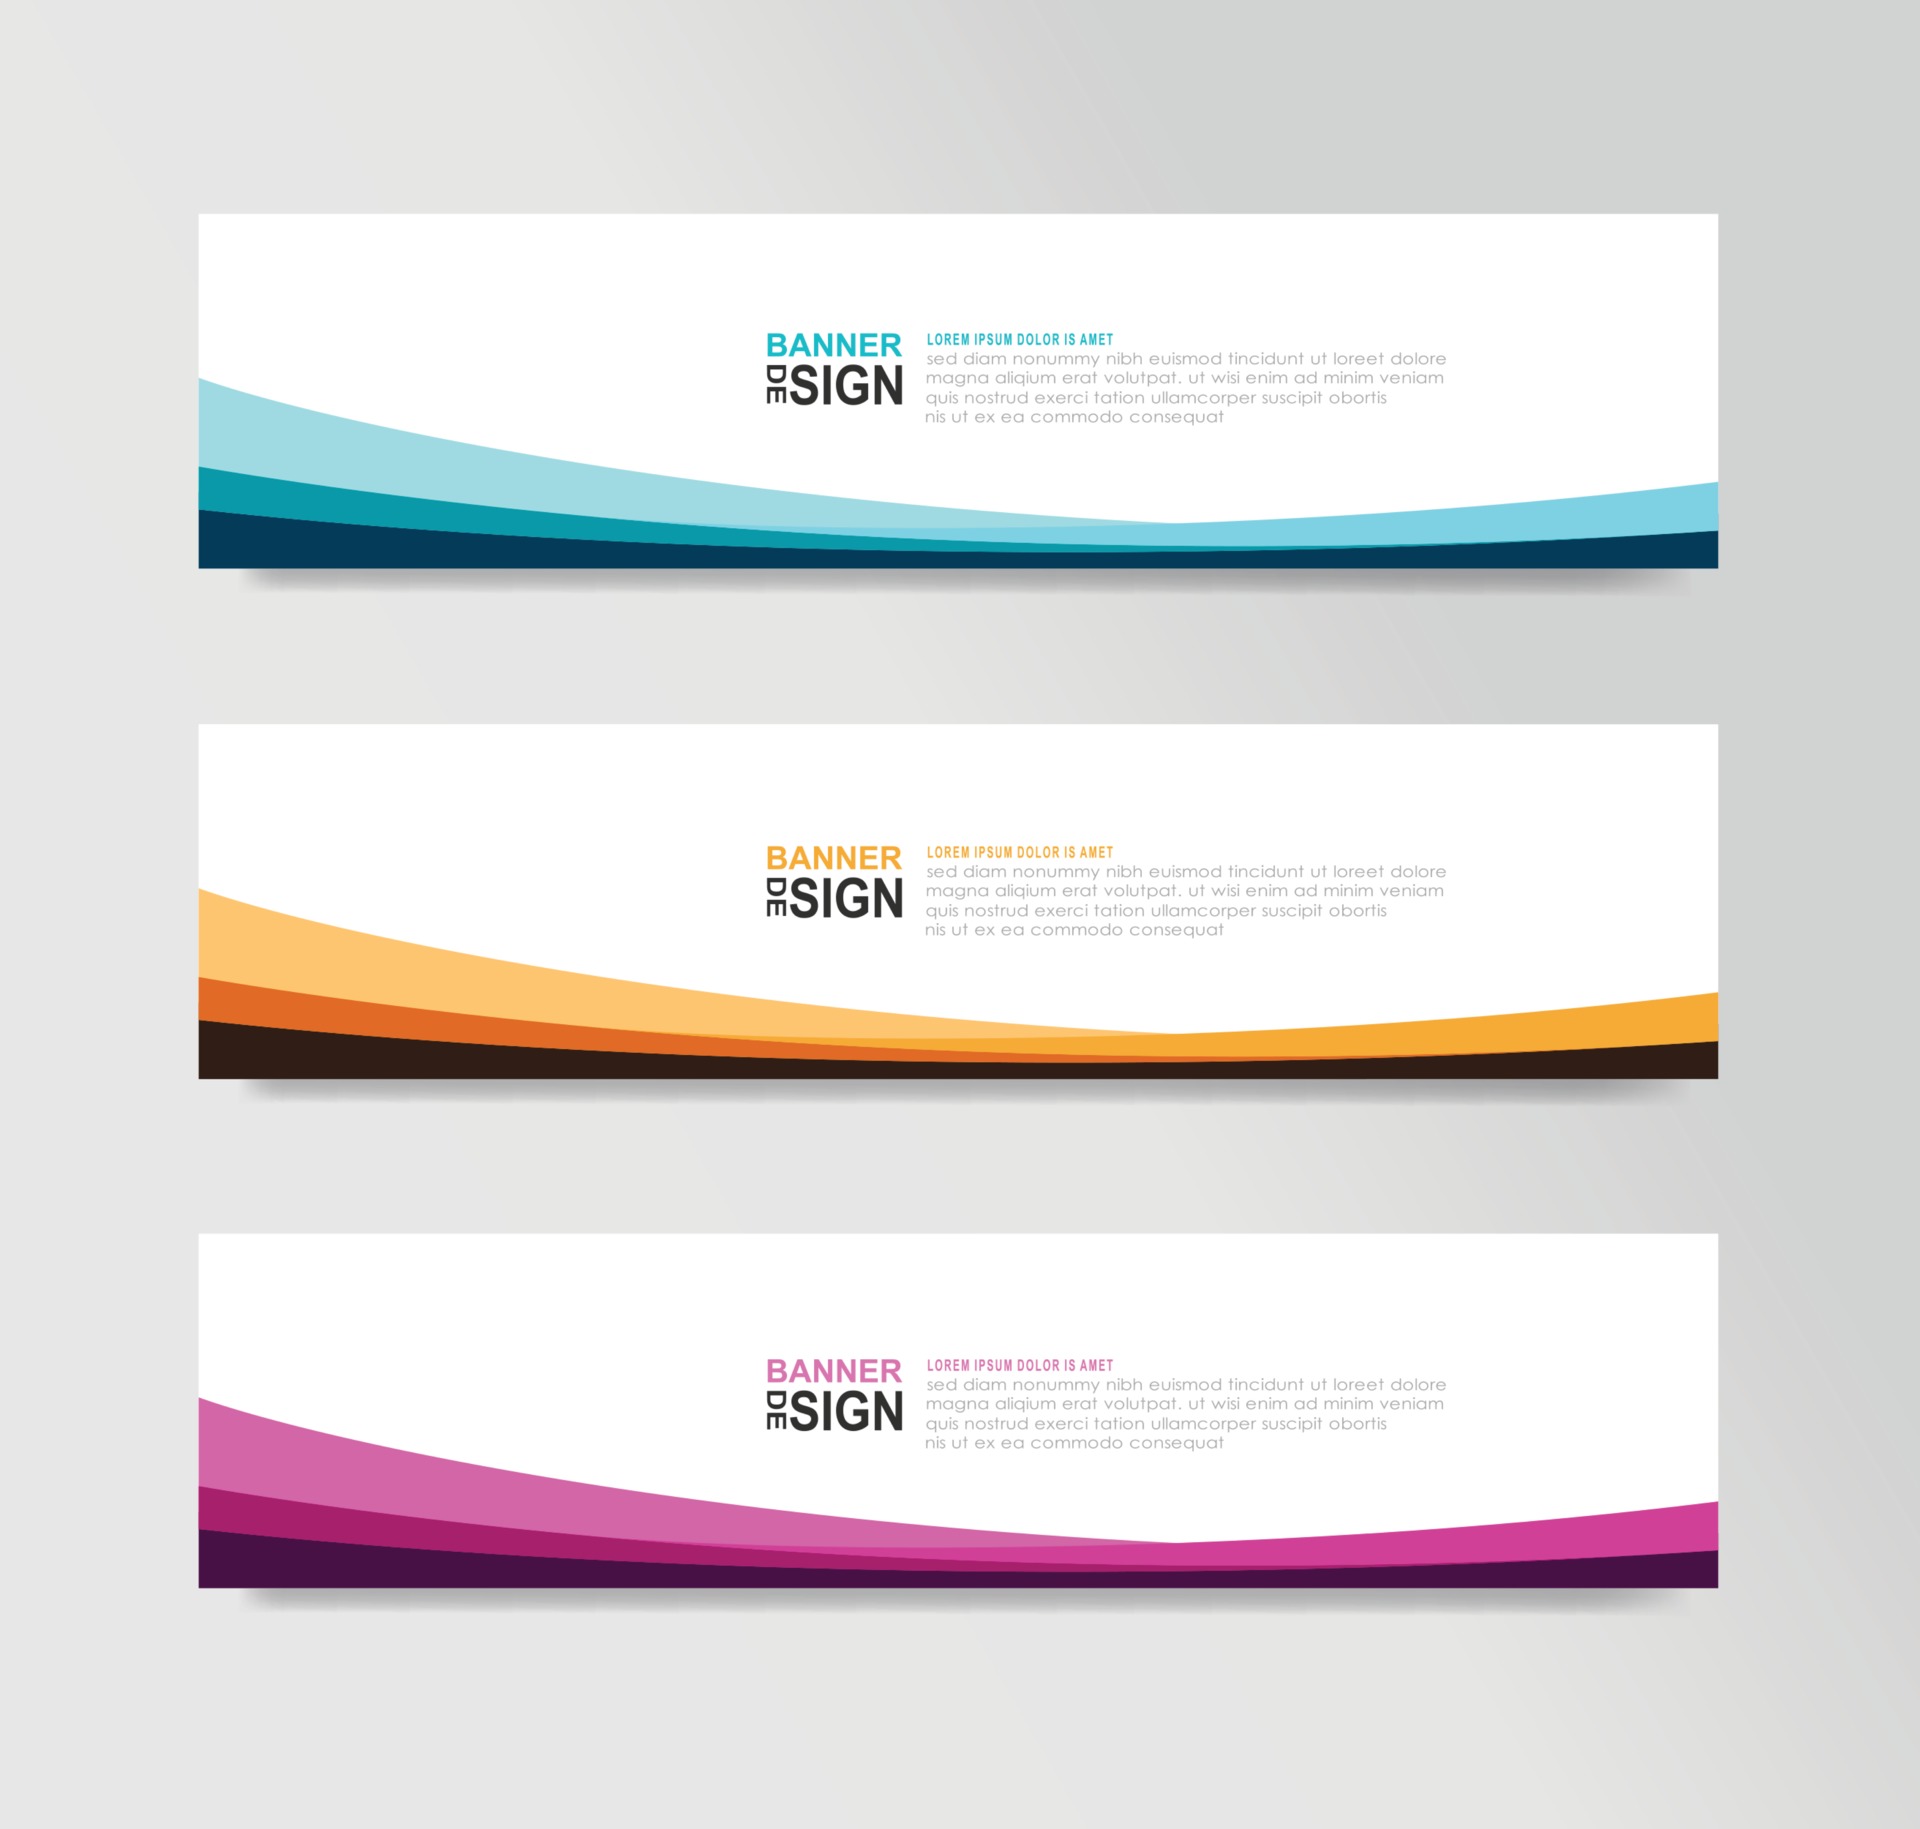 BANNER
DESIGN
LOREM IPSUM DOLOR IS AMET
sed diam nonummy nibh euismod tincidunt ut loreet dolore
magna aliqium erat volutpat. ut wisi enim ad minim veniam
quis nostrud exerci tation ullamcorper suscipit obortis
nis ut ex ea commodo consequat
BANNER
DESIGN
LOREM IPSUM DOLOR IS AMET
sed diam nonummy nibh euismod tincidunt ut loreet dolore
magna aliqium erat volutpat. ut wisi enim ad minim veniam
quis nostrud exerci tation ullamcorper suscipit obortis
nis ut ex ea commodo consequat
BANNER
DESIGN
LOREM IPSUM DOLOR IS AMET
sed diam nonummy nibh euismod tincidunt ut loreet dolore
magna aliqium erat volutpat. ut wisi enim ad minim veniam
quis nostrud exerci tation ullamcorper suscipit obortis
nis ut ex ea commodo consequat